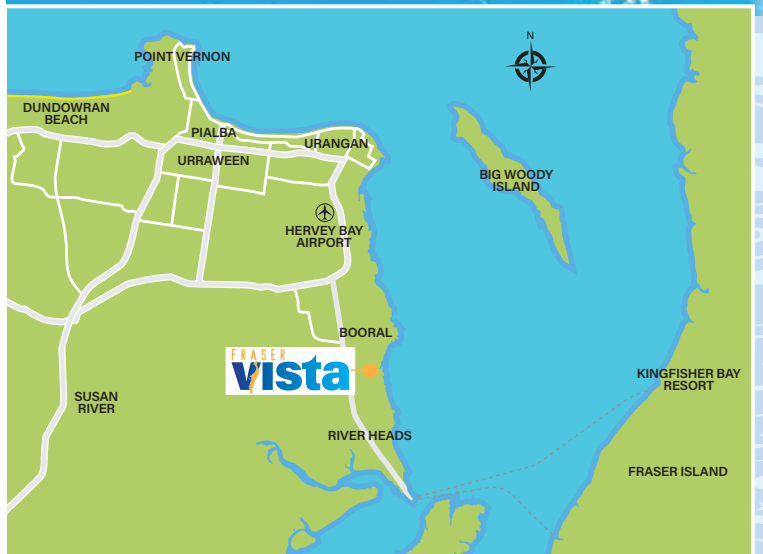 N
POINT VERNON
DUNDOWRAN
BEACH
PIALBA
URANGAN
URRAWEEN
BIG WOODY
ISLAND
HERVEY BAY
AIRPORT
BOORAL
FRASER
vista
KINGFISHER BAY
RESORT
SUSAN
RIVER
RIVER HEADS
FRASER ISLAND